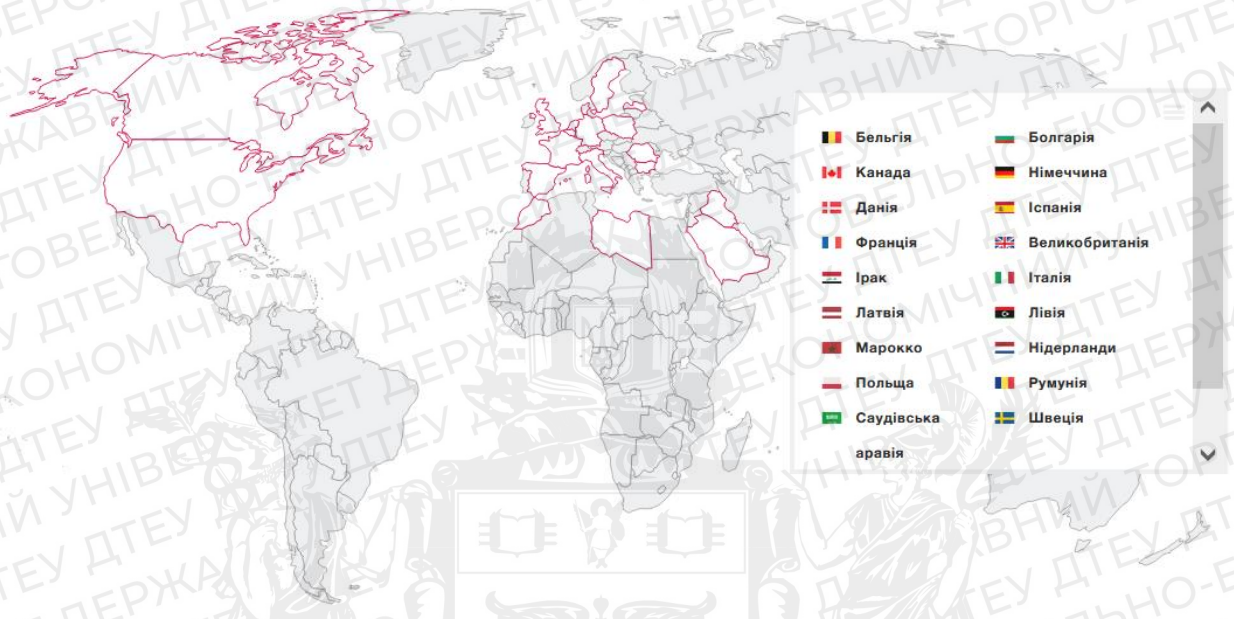 Бельгія Болгарія
Канада Німеччина
Данія Іспанія
Франція Великобританія
Ірак Італія
Латвія Лівія
Марокко Нідерланди
Польща Румунія
Саудівська Швеція
аравія